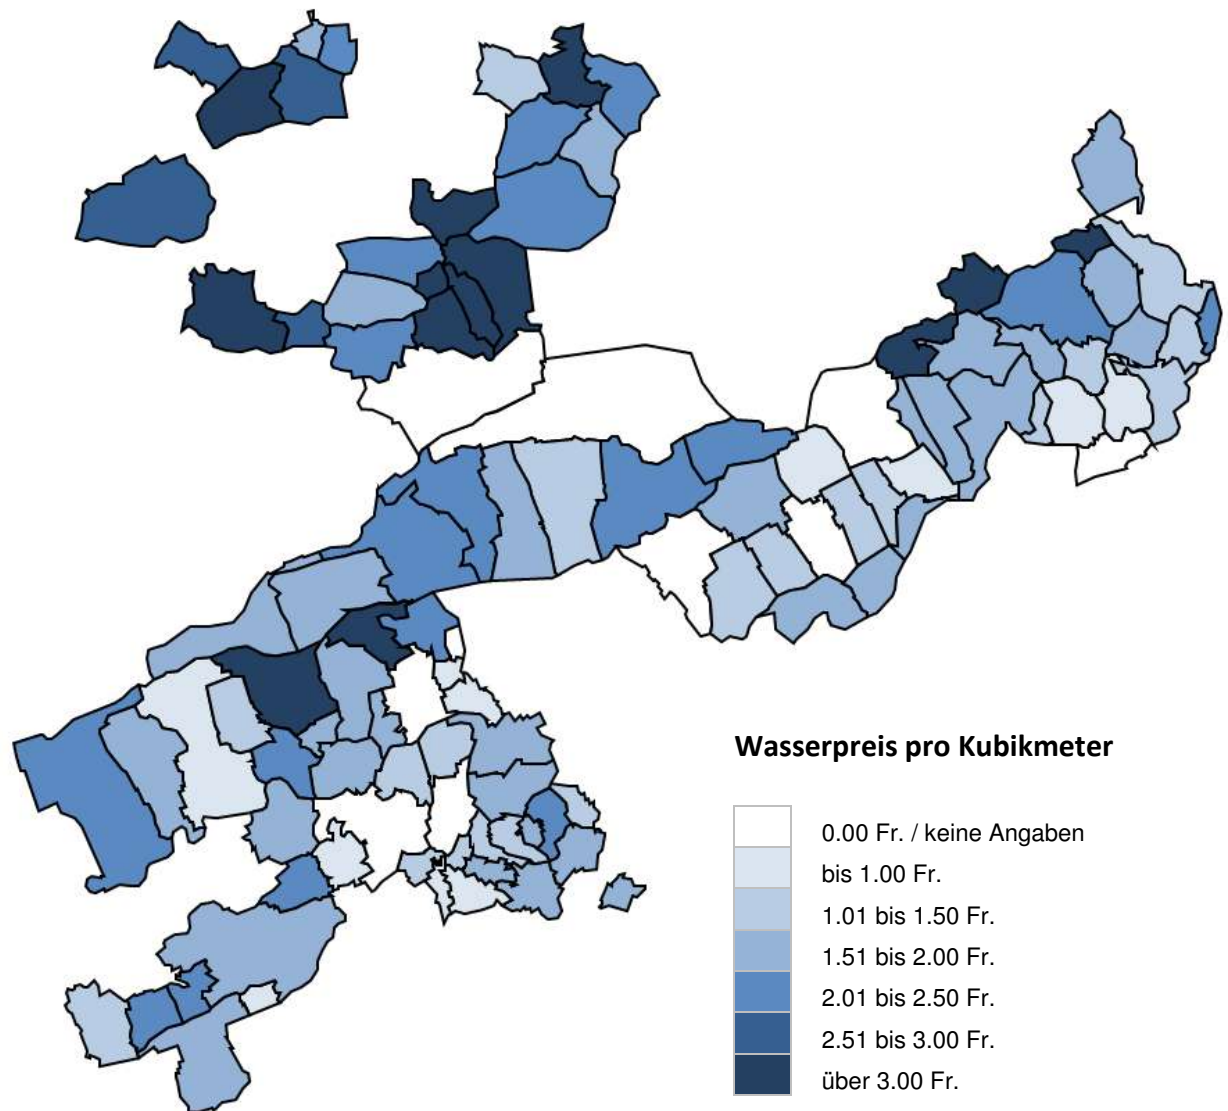 Wasserpreis pro Kubikmeter
0.00 Fr. / keine Angaben
bis 1.00 Fr.
1.01 bis 1.50 Fr.
1.51 bis 2.00 Fr.
2.01 bis 2.50 Fr.
2.51 bis 3.00 Fr.
über 3.00 Fr.